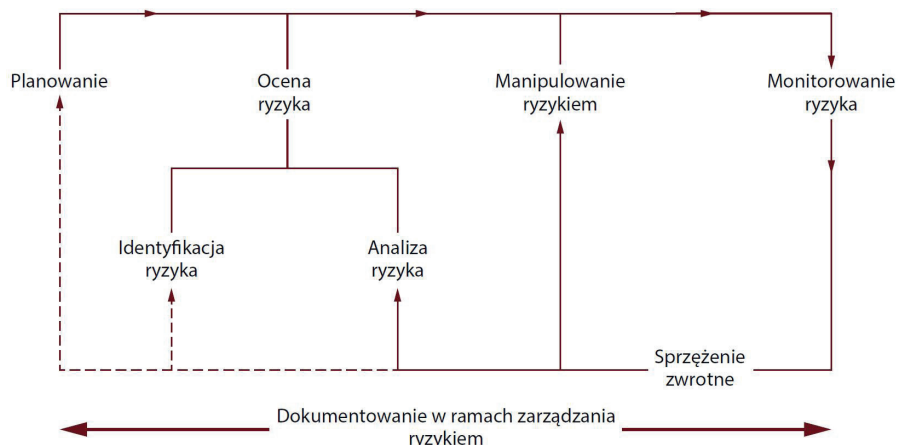 Planowanie
Ocena
ryzyka
Manipulowanie
ryzykiem
Monitorowanie
ryzyka
Identyfikacja
ryzyka
Analiza
ryzyka
Sprzężenie
zwrotne
Dokumentowanie w ramach zarządzania
ryzykiem